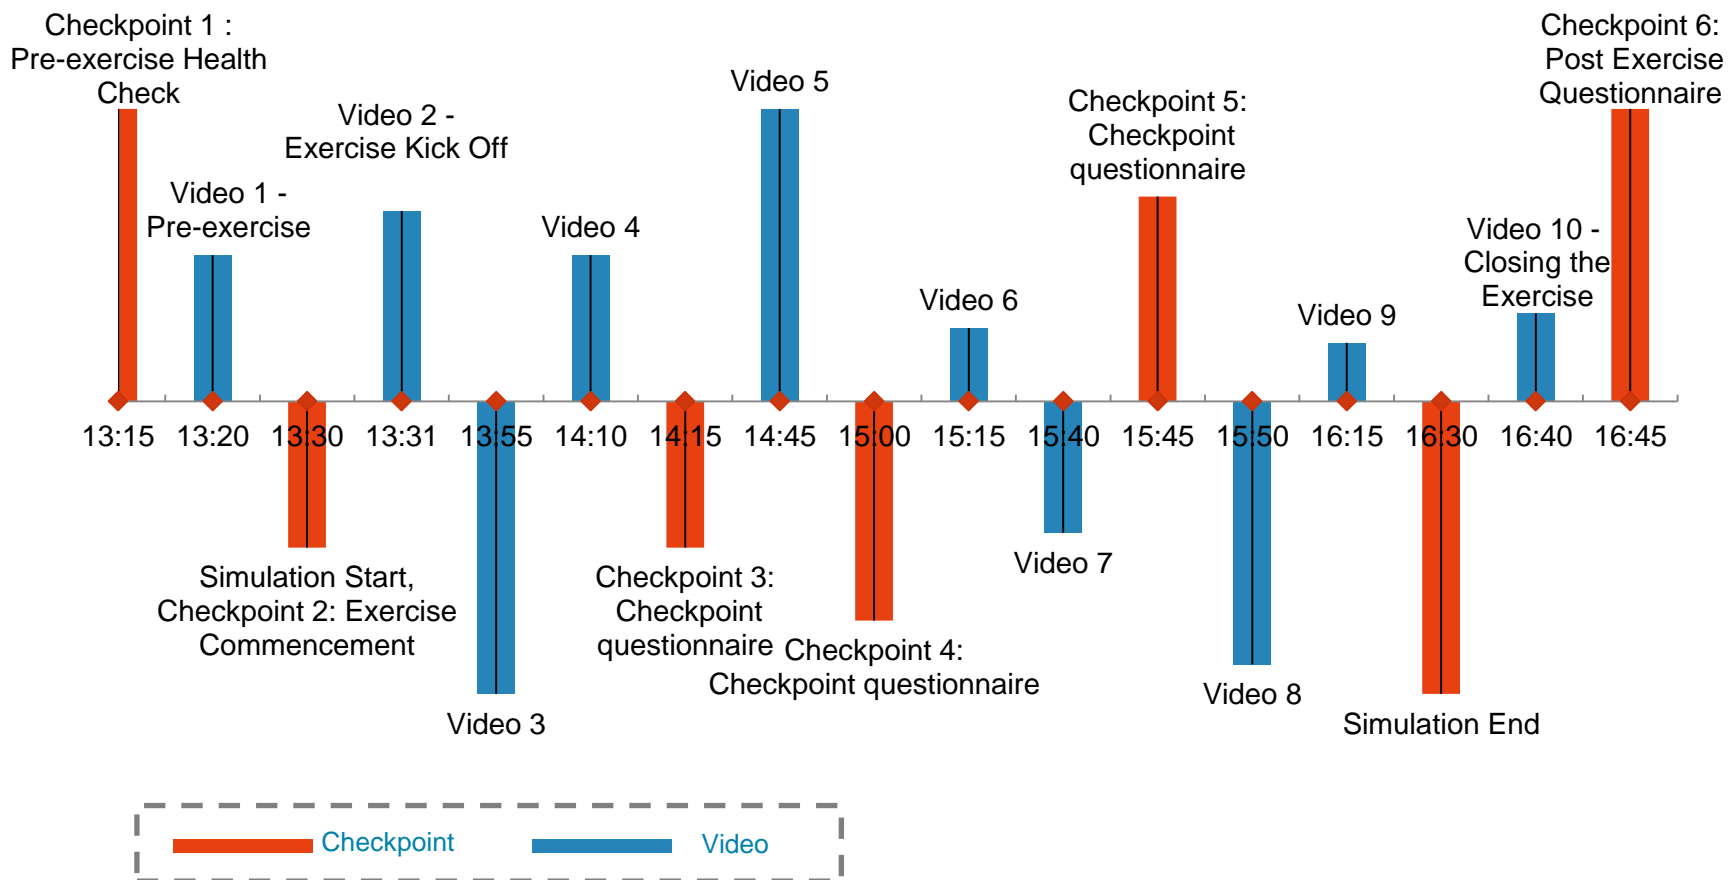 Checkpoint 1 :
Pre-exercise Health
Check
Video 1 -
Pre-exercise
Video 2 -
Exercise Kick Off
Video 4
Video 5
Video 6
Checkpoint 5:
Checkpoint
questionnaire
Video 9
Video 10 -
Closing the
Exercise
Checkpoint 6:
Post Exercise
Questionnaire
13:15
13:20
13:30
13:31
13:55
14:10
14:15
14:45
15:00
15:15
15:40
15:45
15:50
16:15
16:30
16:40
16:45
Simulation Start,
Checkpoint 2: Exercise
Commencement
Video 3
Checkpoint 3:
Checkpoint
questionnaire
Checkpoint 4:
Checkpoint questionnaire
Video 7
Video 8
Simulation End
Checkpoint
Video